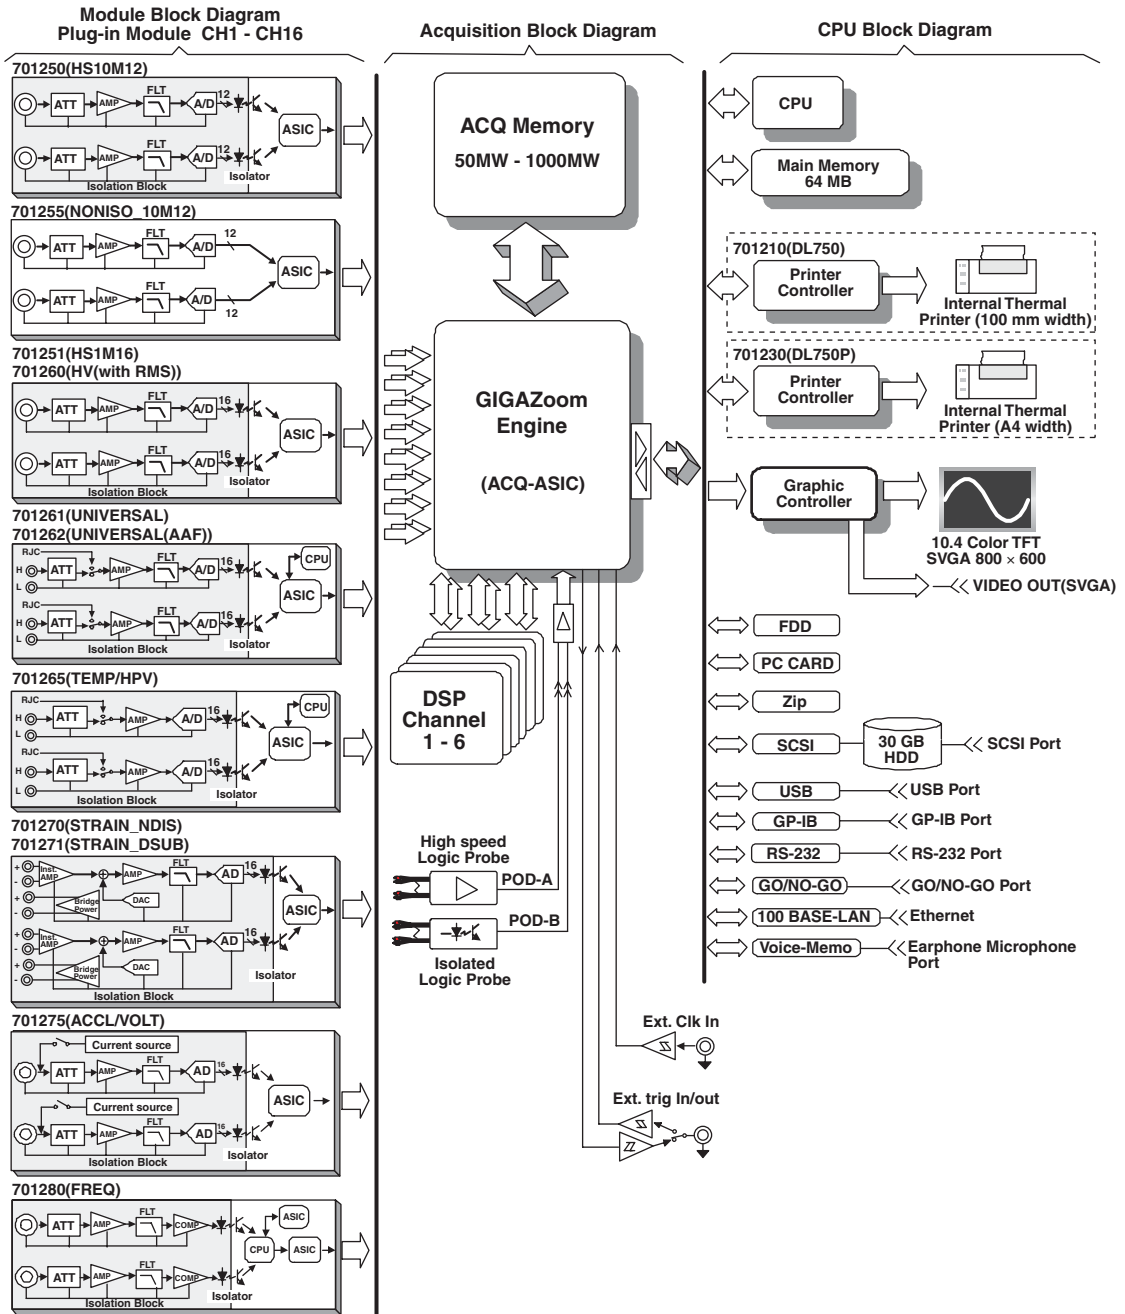 Module Block Diagram
Plug-in Module CH1 - CH16
701250(HS10M12)
ATT
AMP
FLT
A/D
12
ASIC
ATT
AMP
FLT
A/D
12
Isolator
Isolation Block
701255(NONISO_10M12)
ATT
AMP
FLT
A/D
12
ASIC
ATT
AMP
FLT
A/D
12
701251(HS1M16)
701260(HV(with RMS))
ATT
AMP
FLT
A/D
16
ASIC
ATT
AMP
FLT
A/D
16
Isolator
Isolation Block
701261(UNIVERSAL)
701262(UNIVERSAL(AAF))
RJC
H
L
ATT
AMP
FLT
A/D
16
CPU
ASIC
RJC
H
L
ATT
AMP
FLT
A/D
16
Isolator
Isolation Block
701265(TEMP/HPV)
RJC
H
L
ATT
AMP
A/D
16
CPU
ASIC
RJC
H
L
ATT
AMP
A/D
16
Isolator
Isolation Block
701270(STRAIN_NDIS)
701271(STRAIN_DSUB)
+
-
+
-
Inst.
AMP
Bridge
Power
AMP
DAC
FLT
AD
16
ASIC
+
-
+
-
Inst.
AMP
Bridge
Power
AMP
DAC
FLT
AD
16
Isolator
Isolation Block
701275(ACCL/VOLT)
Current source
ATT
AMP
FLT
AD
16
ASIC
Current source
ATT
AMP
FLT
AD
16
Isolator
Isolation Block
701280(FREQ)
ATT
AMP
FLT
COMP
ASIC
CPU
ASIC
ATT
AMP
FLT
COMP
Isolator
Isolation Block
Acquisition Block Diagram
ACQ Memory
50MW - 1000MW
GIGAZoom
Engine
(ACQ-ASIC)
DSP
Channel
1 - 6
High speed
Logic Probe
POD-A
POD-B
Isolated
Logic Probe
Ext. Clk In
Ext. trig In/out
CPU Block Diagram
CPU
Main Memory
64 MB
701210(DL750)
Printer
Controller
Internal Thermal
Printer (100 mm width)
701230(DL750P)
Printer
Controller
Internal Thermal
Printer (A4 width)
Graphic
Controller
10.4 Color TFT
SVGA 800 × 600
VIDEO OUT(SVGA)
FDD
PC CARD
Zip
SCSI
30 GB
HDD
SCSI Port
USB
USB Port
GP-IB
GP-IB Port
RS-232
RS-232 Port
GO/NO-GO
GO/NO-GO Port
100 BASE-LAN
Ethernet
Voice-Memo
Earphone Microphone
Port